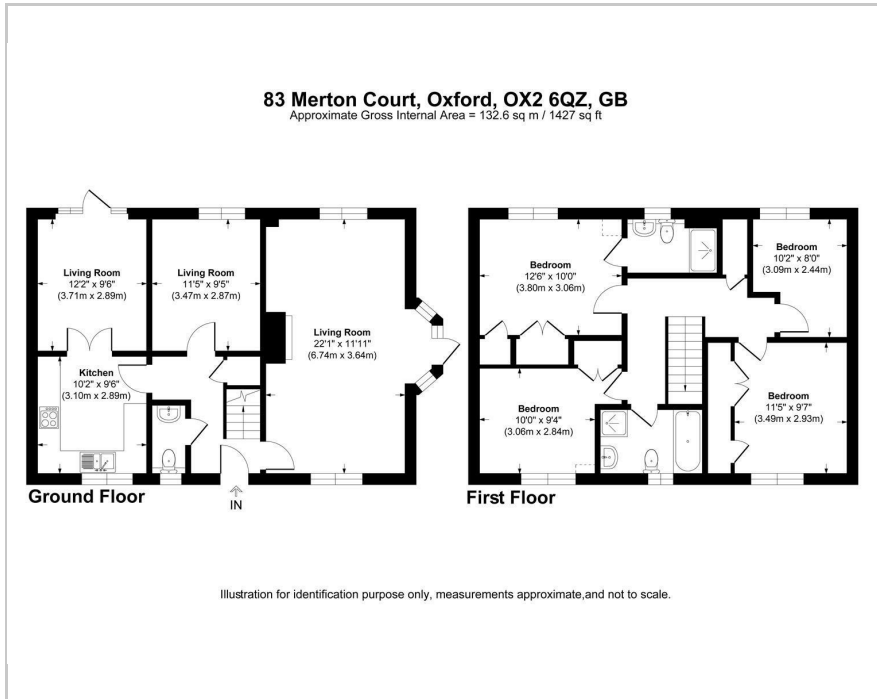 83 Merton Court, Oxford, OX2 6QZ, GB
Approximate Gross Internal Area = 132.6 sq m / 1427 sq ft
Living Room
12'2" x 9'6"
(3.71m x 2.89m)
Living Room
11'5" x 9'5"
(3.47m x 2.87m)
Living Room
22'1" x 11'11"
(6.74m x 3.64m)
Kitchen
10'2" x 9'6"
(3.10m x 2.89m)
IN
Ground Floor
Bedroom
12'6" x 10'0"
(3.80m x 3.06m)
Bedroom
10'2" x 8'0"
(3.09m x 2.44m)
Bedroom
10'0" x 9'4"
(3.06m x 2.84m)
Bedroom
11'5" x 9'7"
(3.49m x 2.93m)
First Floor
Illustration for identification purpose only, measurements approximate,and not to scale.